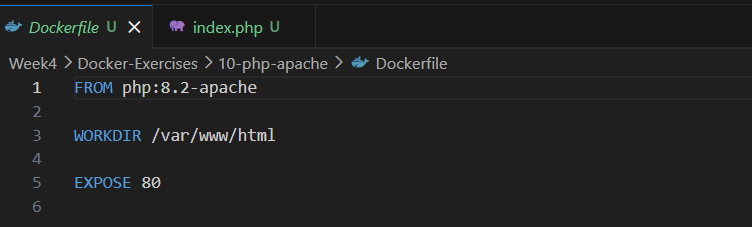 Dockerfile U × index.php U
Week4 > Docker-Exercises > 10-php-apache > Dockerfile
1 FROM php:8.2-apache
2
3 WORKDIR /var/www/html
4
5 EXPOSE 80
6